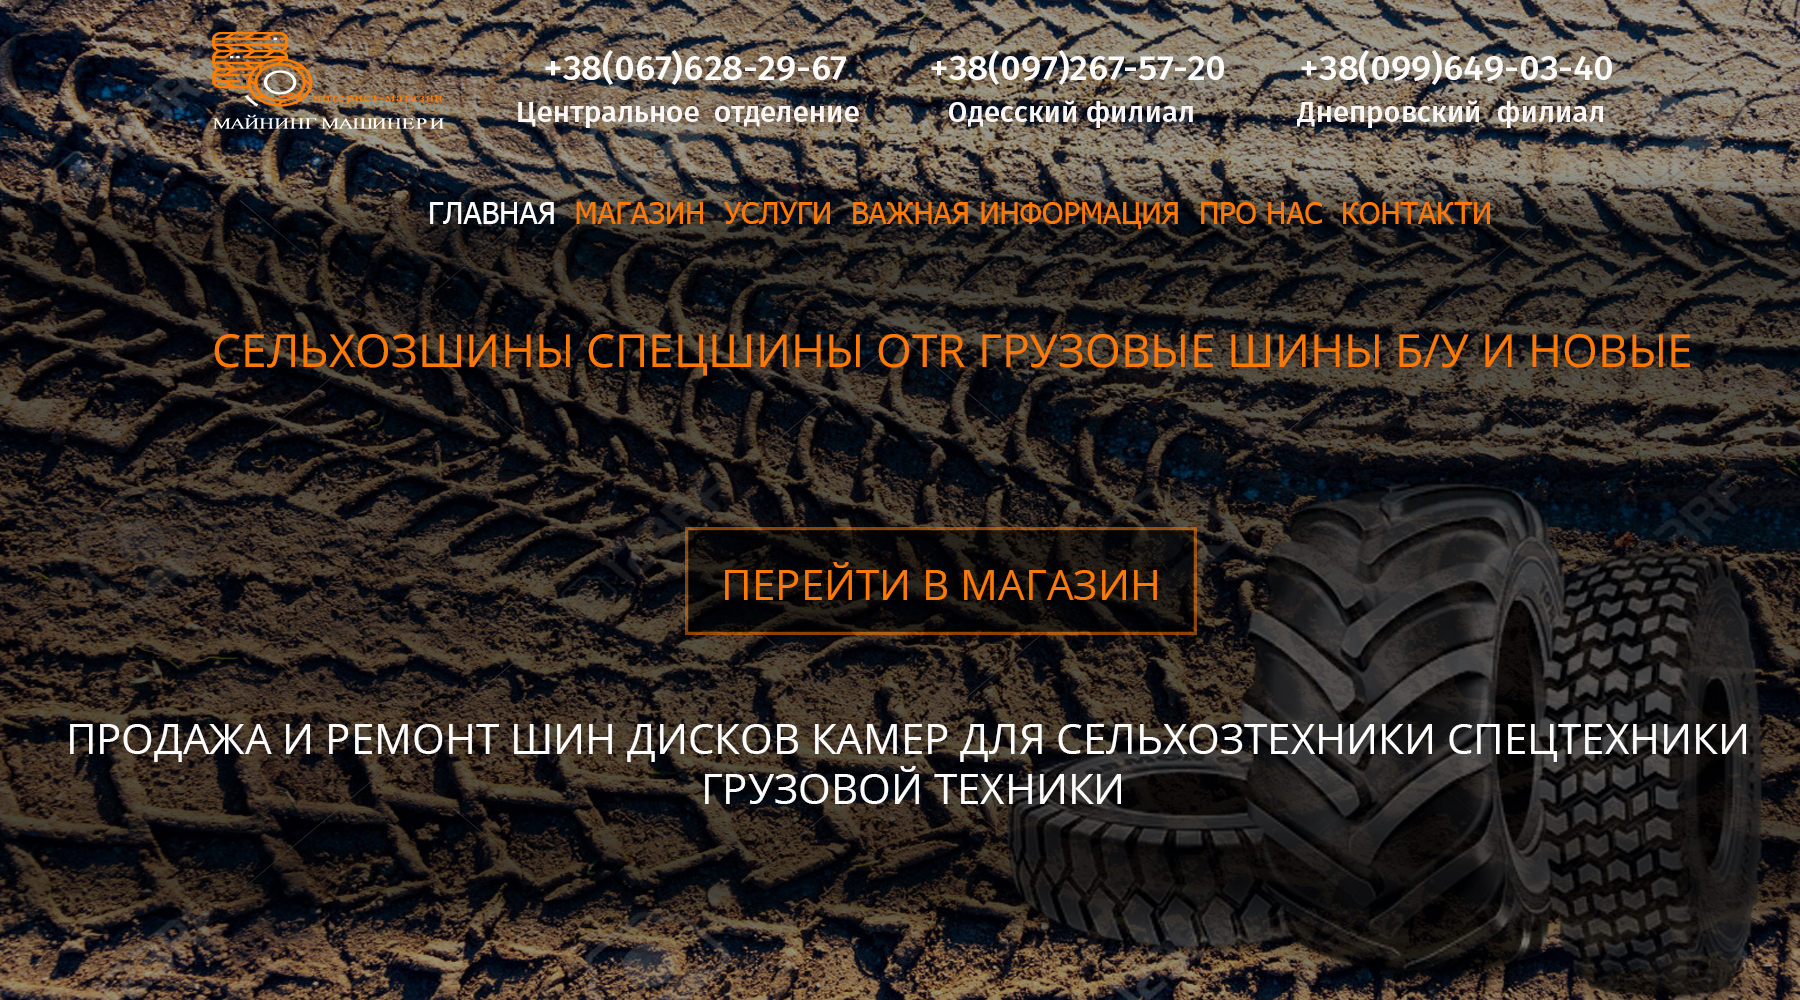 +38(067)628-29-67 +38(097)267-57-20 +38(099)649-03-40
Центральное отделение Одесский филиал Днепровский филиал
интернет-магазин
МАЙНИНГ МАШИНЕРИ
ГЛАВНАЯ МАГАЗИН УСЛУГИ ВАЖНАЯ ИНФОРМАЦИЯ ПРО НАС КОНТАКТИ
СЕЛЬХОЗШИНЫ СПЕЦШИНЫ OTR ГРУЗОВЫЕ ШИНЫ Б/У И НОВЫЕ
ПЕРЕЙТИ В МАГАЗИН
ПРОДАЖА И РЕМОНТ ШИН ДИСКОВ КАМЕР ДЛЯ СЕЛЬХОЗТЕХНИКИ СПЕЦТЕХНИКИ
ГРУЗОВОЙ ТЕХНИКИ